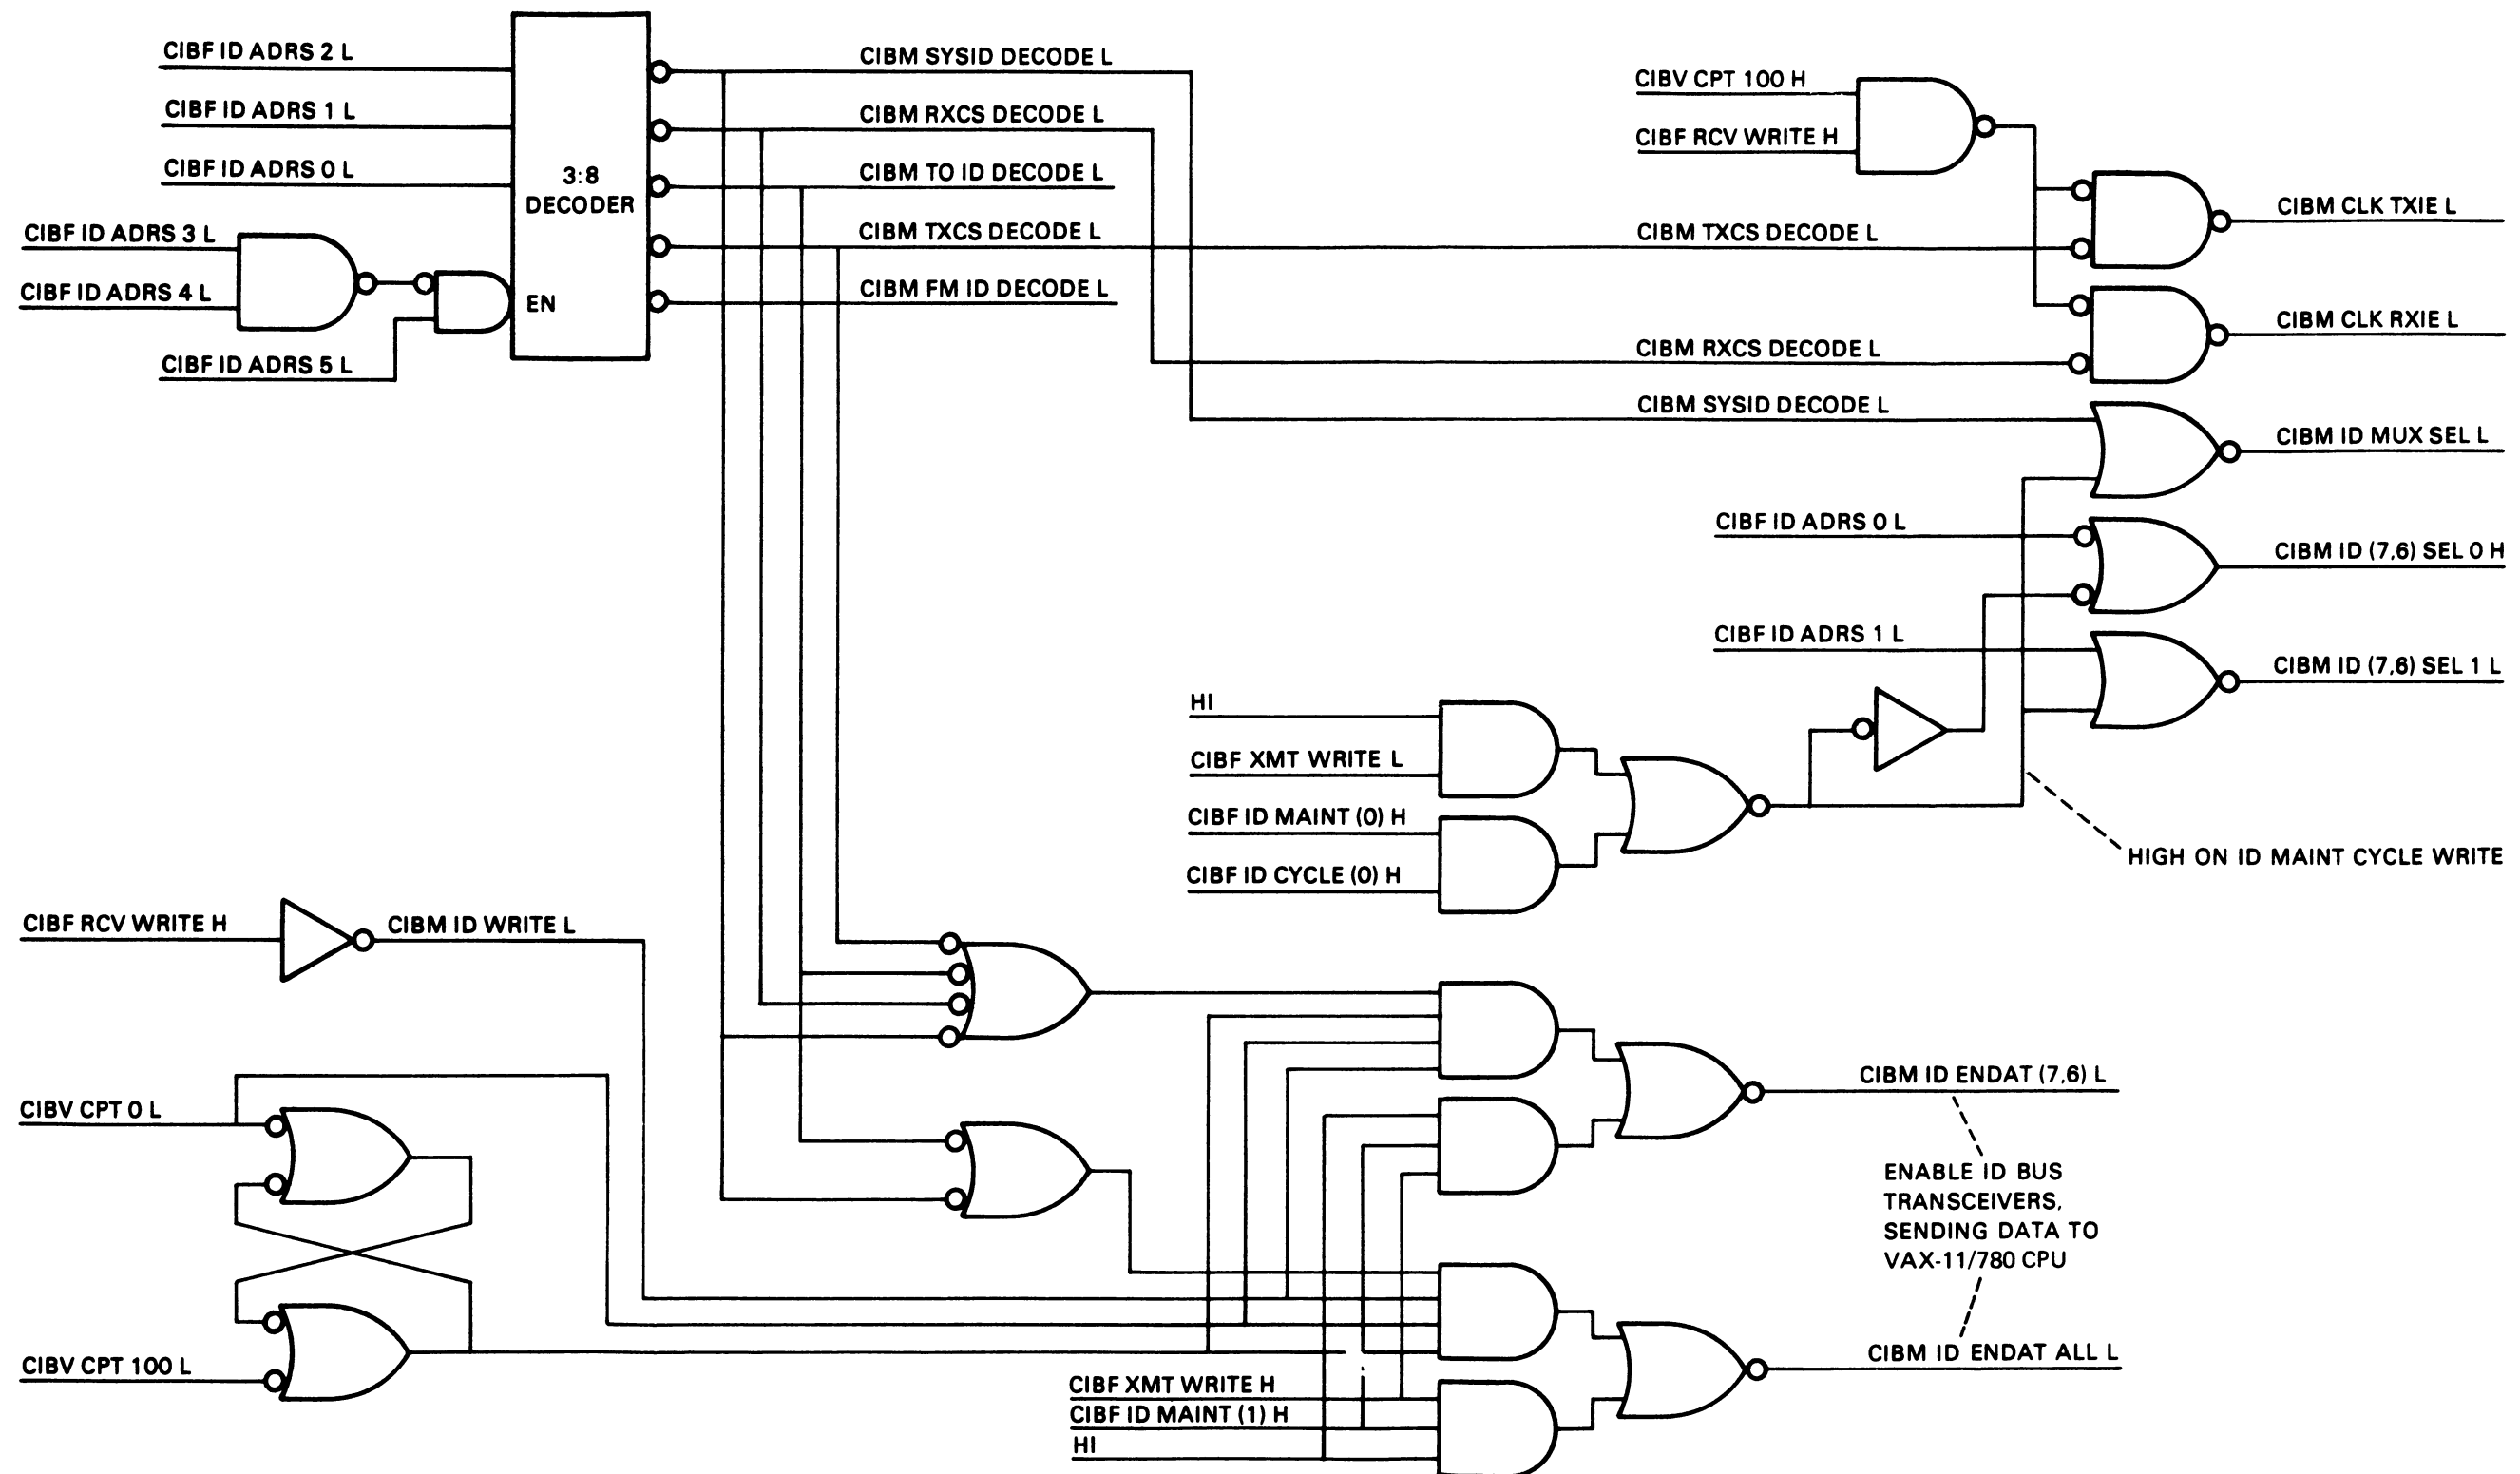 CIBF ID ADRS 2 L
CIBF ID ADRS 1 L
CIBF ID ADRS 0 L
CIBF ID ADRS 3 L
CIBF ID ADRS 4 L
CIBF ID ADRS 5 L
3:8
DECODER
EN
CIBM SYSID DECODE L
CIBM RXCS DECODE L
CIBM TO ID DECODE L
CIBM TXCS DECODE L
CIBM FM ID DECODE L
CIBV CPT 100 H
CIBF RCV WRITE H
CIBM TXCS DECODE L
CIBM RXCS DECODE L
CIBM SYSID DECODE L
CIBM CLK TXIE L
CIBM CLK RXIE L
CIBM ID MUX SEL L
CIBF ID ADRS 0 L
CIBM ID (7,6) SEL 0 H
CIBF ID ADRS 1 L
CIBM ID (7,6) SEL 1 L
HI
CIBF XMT WRITE L
CIBF ID MAINT (0) H
CIBF ID CYCLE (0) H
HIGH ON ID MAINT CYCLE WRITE
CIBF RCV WRITE H
CIBM ID WRITE L
CIBV CPT 0 L
CIBV CPT 100 L
CIBM ID ENDAT (7,6) L
ENABLE ID BUS
TRANSCEIVERS,
SENDING DATA TO
VAX-11/780 CPU
CIBM ID ENDAT ALL L
CIBF XMT WRITE H
CIBF ID MAINT (1) H
HI